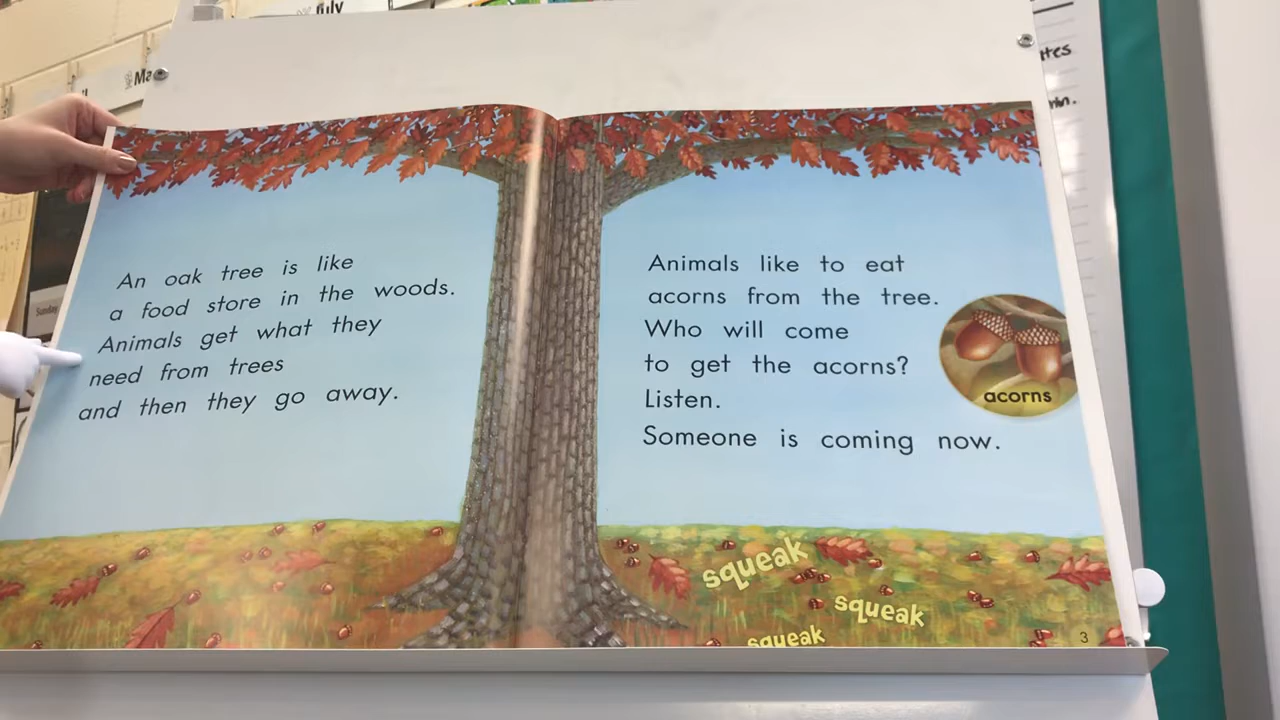 July
An oak tree is like
a food store in the woods.
Animals get what they
need from trees
and then they go away.
Animals like to eat
acorns from the tree.
Who will come
to get the acorns?
Listen.
Someone is coming now.
acorns
squeak
squeak
squeak
3
Sunday